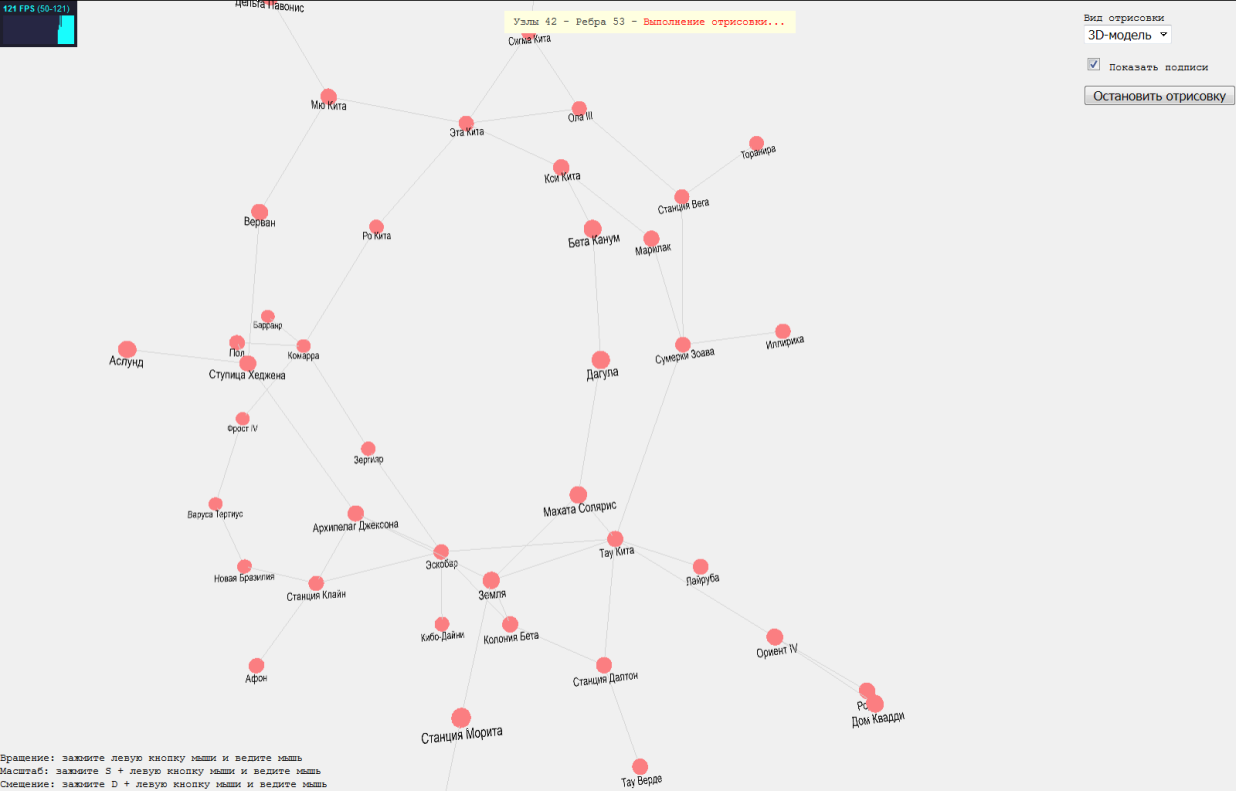 121 FPS (50-121)
Дельта Павонис
Узлы 42 - Ребра 53 - Выполнение отрисовки...
Вид отрисовки
3D-модель
Показать подписи
Остановить отрисовку
Сигма Кита
Мю Кита
Эта Кита
Ола III
Торанира
Кси Кита
Станция Вега
Верван
Ро Кита
Бета Канум
Марилак
Барраяр
Пол
Комарра
Аслунд
Ступица Хеджена
Сумерки Зоава
Иллирика
Дагула
Фрост IV
Зергияр
Махата Солярис
Варуса Тертиус
Архипелаг Джексона
Тау Кита
Эскобар
Новая Бразилия
Лайруба
Станция Клайн
Земля
Кибо-Дайни
Колония Бета
Ориент IV
Афон
Станция Далтон
Ро
Дом Квадди
Станция Морита
Тау Верде
Вращение: зажмите левую кнопку мыши и ведите мышь
Масштаб: зажмите S + левую кнопку мыши и ведите мышь
Смещение: зажмите D + левую кнопку мыши и ведите мышь